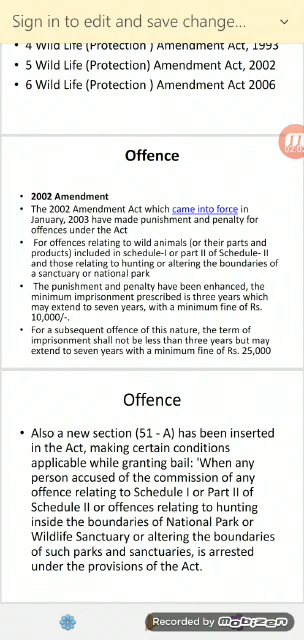 Sign in to edit and save change...
• 4 Wild Life (Protection ) Amendment Act, 1993
• 5 Wild Life (Protection) Amendment Act, 2002
• 6 Wild Life (Protection ) Amendment Act 2006
02:02
Offence
• 2002 Amendment
• The 2002 Amendment Act which came into force in
January, 2003 have made punishment and penalty for
offences under the Act
• For offences relating to wild animals (or their parts and
products) included in schedule-I or part II of Schedule- II
and those relating to hunting or altering the boundaries of
a sanctuary or national park
• The punishment and penalty have been enhanced, the
minimum imprisonment prescribed is three years which
may extend to seven years, with a minimum fine of Rs.
10,000/-.
• For a subsequent offence of this nature, the term of
imprisonment shall not be less than three years but may
extend to seven years with a minimum fine of Rs. 25,000
Offence
• Also a new section (51 - A) has been inserted
in the Act, making certain conditions
applicable while granting bail: 'When any
person accused of the commission of any
offence relating to Schedule I or Part II of
Schedule II or offences relating to hunting
inside the boundaries of National Park or
Wildlife Sanctuary or altering the boundaries
of such parks and sanctuaries, is arrested
under the provisions of the Act.
Recorded by Mobizen